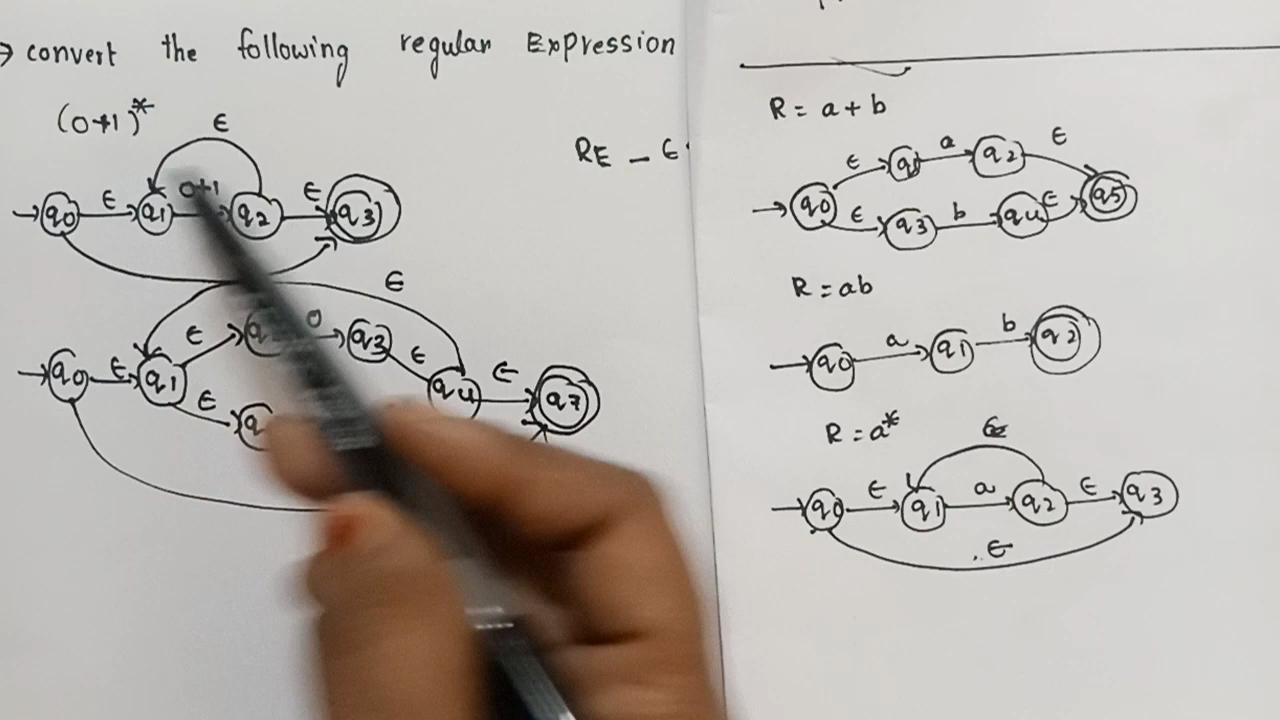 → convert the following regular Expression
(0+1)*
RE - ϵ
ϵ
q0 ϵ q1 0+1 q2 ϵ q3
ϵ
q0 ϵ q1 ϵ 0 q3 ϵ q4 ϵ q7
ϵ
R = a + b
q0 ϵ q1 a q2 ϵ q5
ϵ q3 b q4 ϵ
R = ab
q0 a q1 b q2
R = a*
q0 ϵ q1 a q2 ϵ q3
ϵ